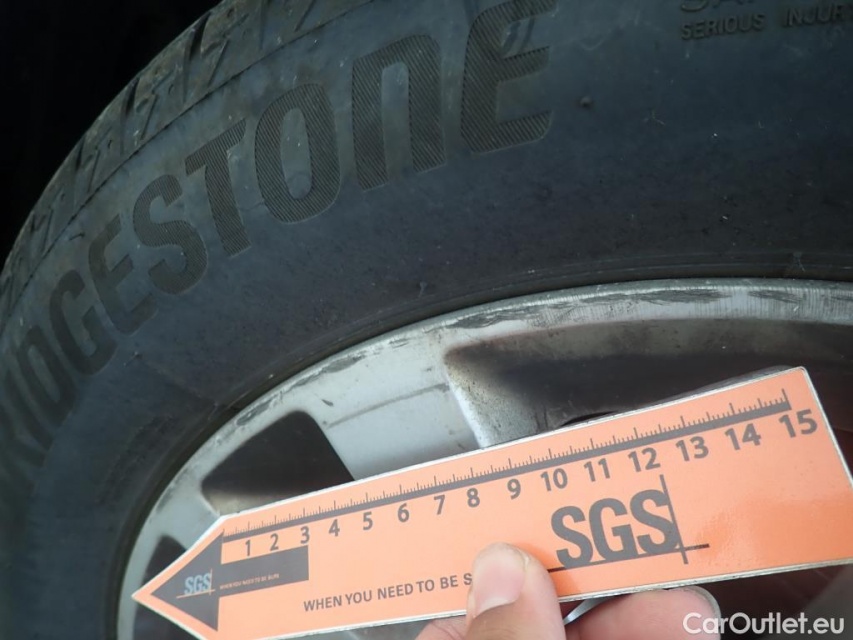 SERIOUS INJUR
BRIDGESTONE
1 2 3 4 5 6 7 8 9 10 11 12 13 14 15
SGS
SGS
WHEN YOU NEED TO BE S
CarOutlet.eu